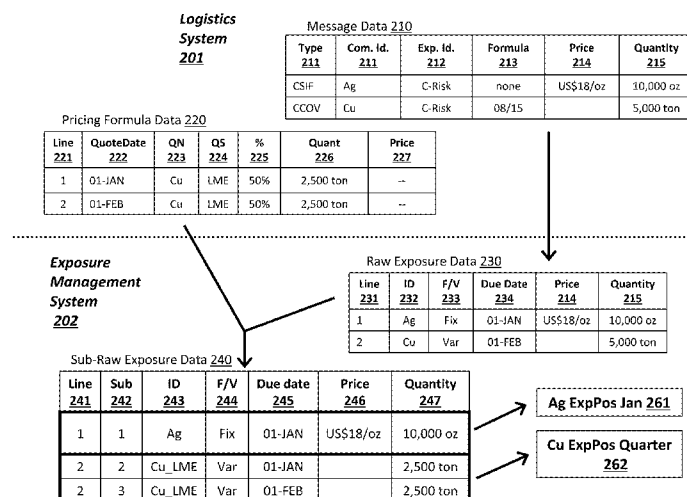 Logistics
System
201
Message Data 210
Type Com. Id. Exp. Id. Formula Price Quantity
211 211 212 213 214 215
CSIF Ag C-Risk none US$18/oz 10,000 oz
CCOV Cu C-Risk 08/15 5,000 ton
Pricing Formula Data 220
Line QuoteDate QN QS % Quant Price
221 222 223 224 225 226 227
1 01-JAN Cu LME 50% 2,500 ton --
2 01-FEB Cu LME 50% 2,500 ton --
Exposure
Management
System
202
Raw Exposure Data 230
Line ID F/V Due Date Price Quantity
231 232 233 234 214 215
1 Ag Fix 01-JAN US$18/oz 10,000 oz
2 Cu Var 01-FEB 5,000 ton
Sub-Raw Exposure Data 240
Line Sub ID F/V Due date Price Quantity
241 242 243 244 245 246 247
1 1 Ag Fix 01-JAN US$18/oz 10,000 oz
2 2 Cu_LME Var 01-JAN 2,500 ton
2 3 Cu_LME Var 01-FEB 2,500 ton
Ag ExpPos Jan 261
Cu ExpPos Quarter
262